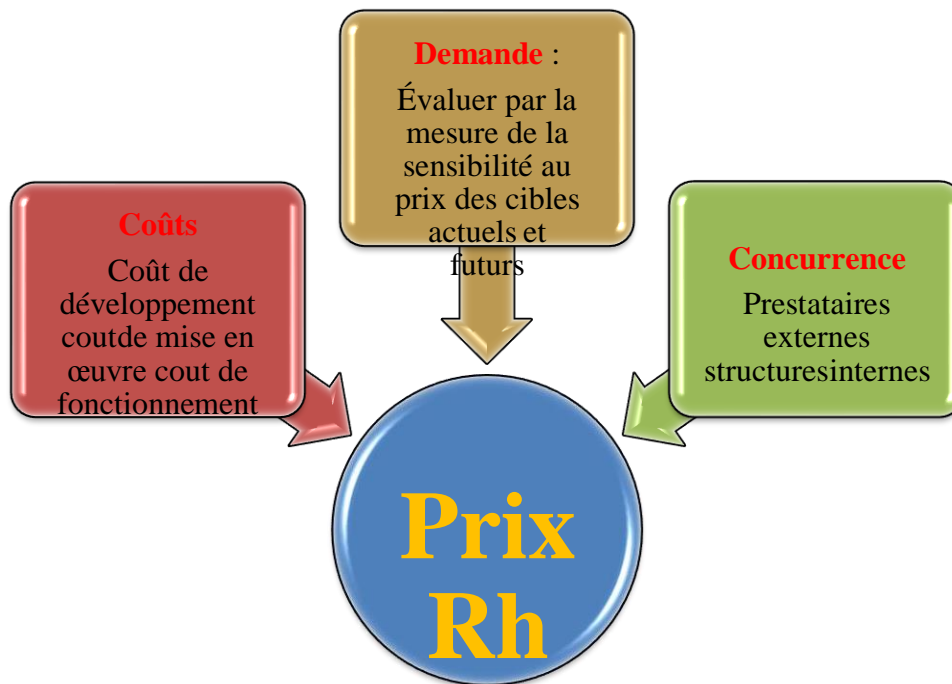 Coûts
Coût de
développement
coutde mise en
œuvre cout de
fonctionnement
Demande :
Évaluer par la
mesure de la
sensibilité au
prix des cibles
actuels et
futurs
Concurrence
Prestataires
externes
structuresinternes
Prix
Rh